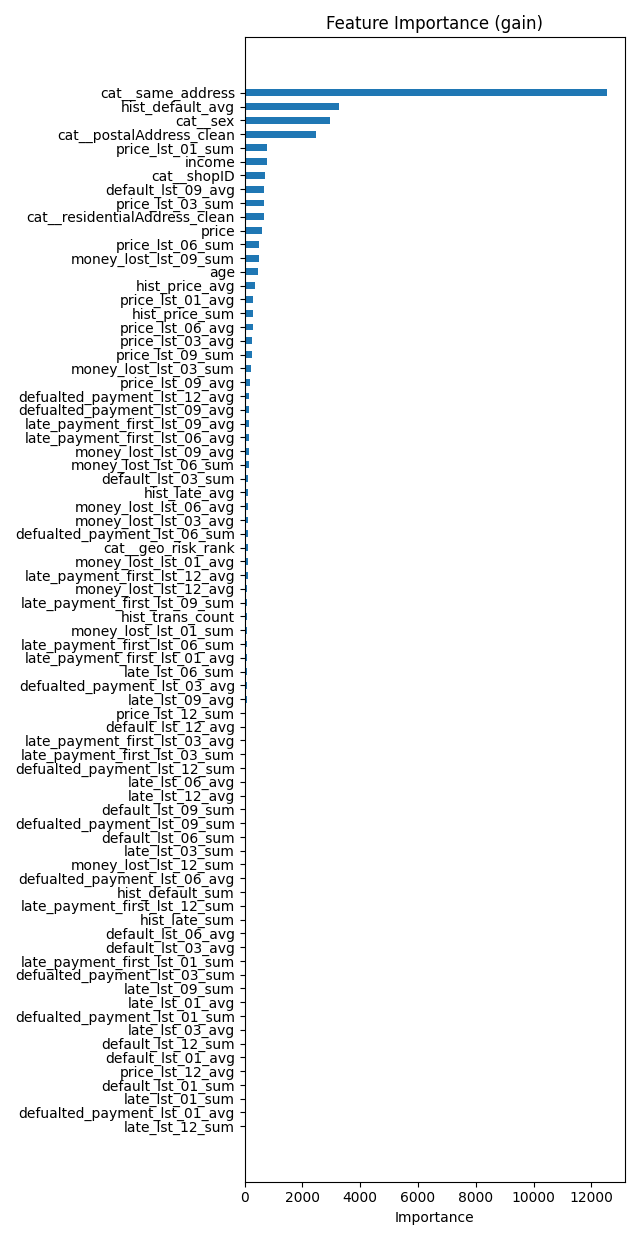 Feature Importance (gain)
cat__same_address
hist_default_avg
cat__sex
cat__postalAddress_clean
price_lst_01_sum
income
cat__shopID
default_lst_09_avg
price_lst_03_sum
cat__residentialAddress_clean
price
price_lst_06_sum
money_lost_lst_09_sum
age
hist_price_avg
price_lst_01_avg
hist_price_sum
price_lst_06_avg
price_lst_03_avg
price_lst_09_sum
money_lost_lst_03_sum
price_lst_09_avg
defualted_payment_lst_12_avg
defualted_payment_lst_09_avg
late_payment_first_lst_09_avg
late_payment_first_lst_06_avg
money_lost_lst_09_avg
money_lost_lst_06_sum
default_lst_03_sum
hist_late_avg
money_lost_lst_06_avg
money_lost_lst_03_avg
defualted_payment_lst_06_sum
cat__geo_risk_rank
money_lost_lst_01_avg
late_payment_first_lst_12_avg
money_lost_lst_12_avg
late_payment_first_lst_09_sum
hist_trans_count
money_lost_lst_01_sum
late_payment_first_lst_06_sum
late_payment_first_lst_01_avg
late_lst_06_sum
defualted_payment_lst_03_avg
late_lst_09_avg
price_lst_12_sum
default_lst_12_avg
late_payment_first_lst_03_avg
late_payment_first_lst_03_sum
defualted_payment_lst_12_sum
late_lst_06_avg
late_lst_12_avg
default_lst_09_sum
defualted_payment_lst_09_sum
default_lst_06_sum
late_lst_03_sum
money_lost_lst_12_sum
defualted_payment_lst_06_avg
hist_default_sum
late_payment_first_lst_12_sum
hist_late_sum
default_lst_06_avg
default_lst_03_avg
late_payment_first_lst_01_sum
defualted_payment_lst_03_sum
late_lst_09_sum
late_lst_01_avg
defualted_payment_lst_01_sum
late_lst_03_avg
default_lst_12_sum
default_lst_01_avg
price_lst_12_avg
default_lst_01_sum
late_lst_01_sum
defualted_payment_lst_01_avg
late_lst_12_sum
0 2000 4000 6000 8000 10000 12000
Importance